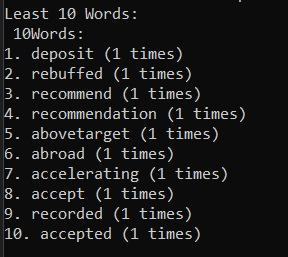 Least 10 Words:
10Words:
1. deposit (1 times)
2. rebuffed (1 times)
3. recommend (1 times)
4. recommendation (1 times)
5. abovetarget (1 times)
6. abroad (1 times)
7. accelerating (1 times)
8. accept (1 times)
9. recorded (1 times)
10. accepted (1 times)